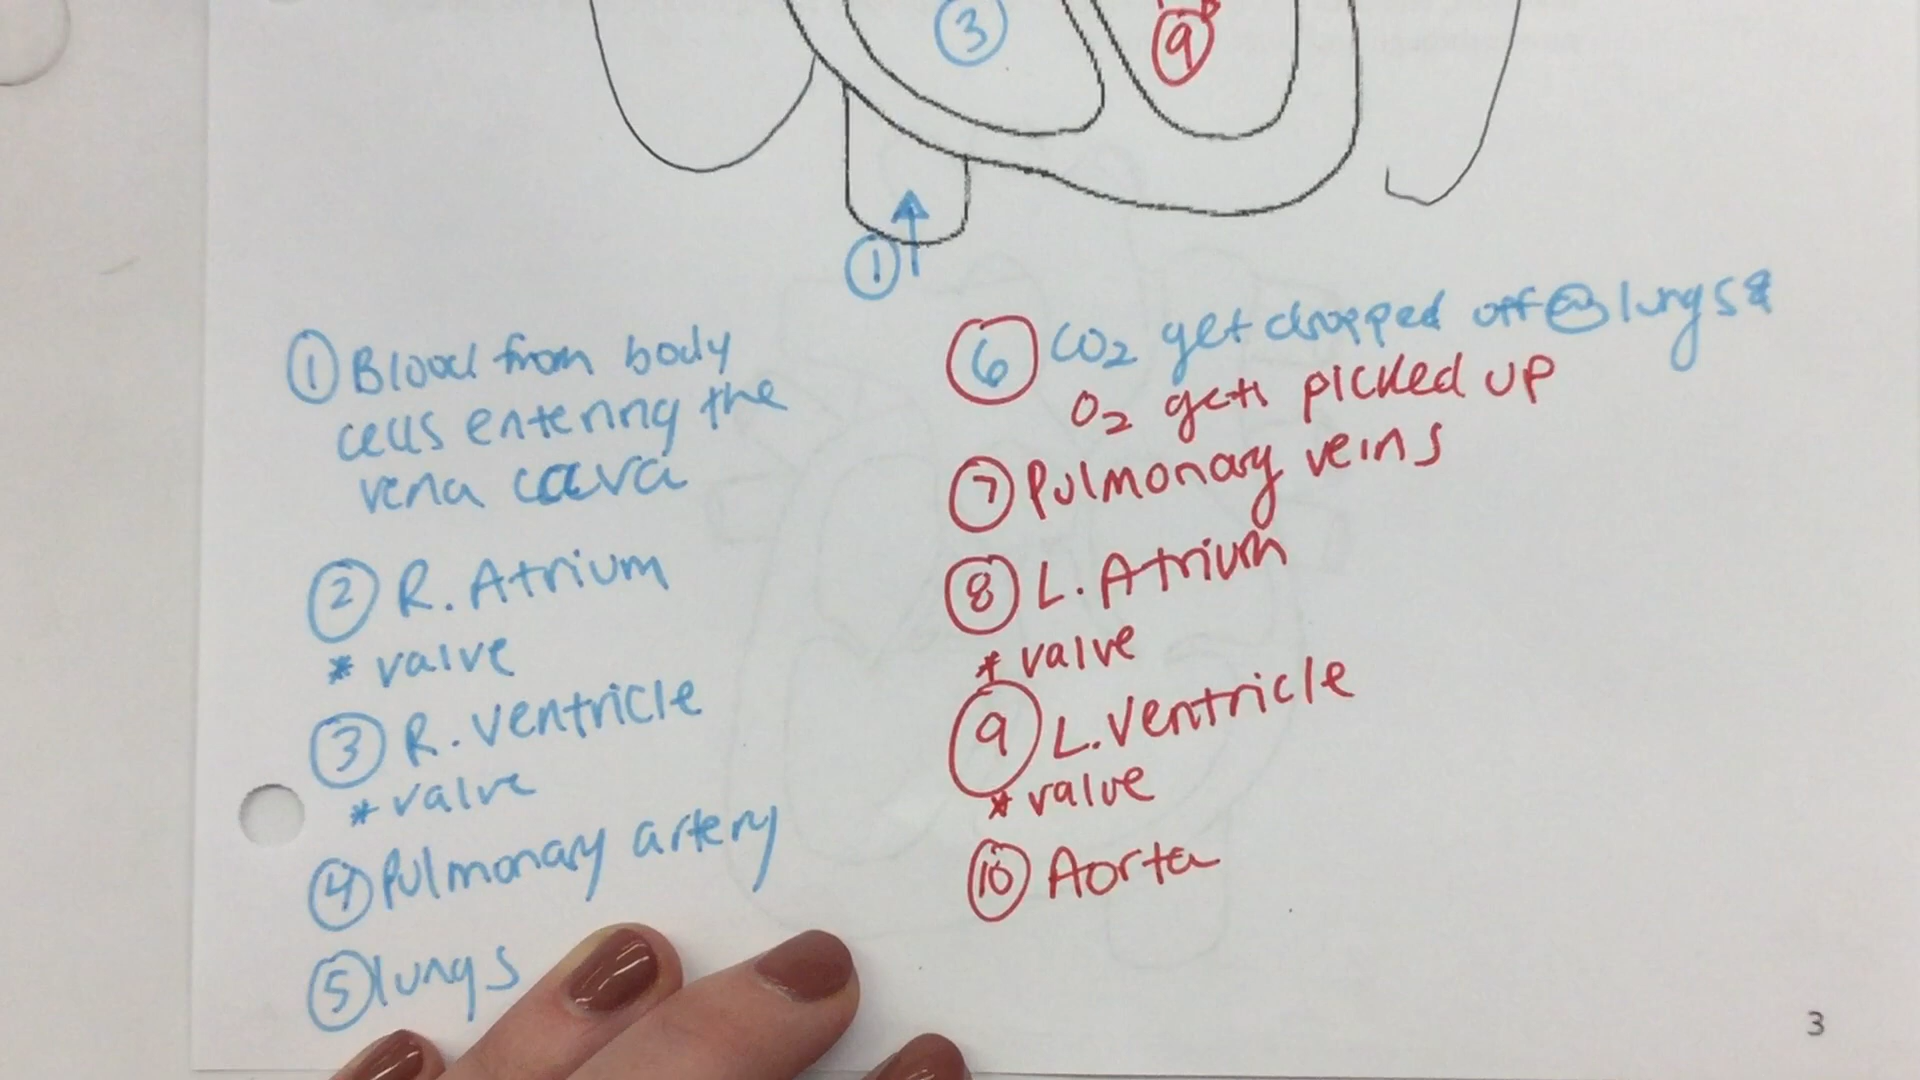 3
9
1
① Blood from body
cells entering the
vena cava
② R. Atrium
* valve
③ R. ventricle
* valve
④ Pulmonary artery
⑤ lungs
⑥ CO2 get dropped off @ lungs &
O2 gets picked up
⑦ Pulmonary veins
⑧ L. Atrium
* valve
⑨ L. Ventricle
* valve
⑩ Aorta
3